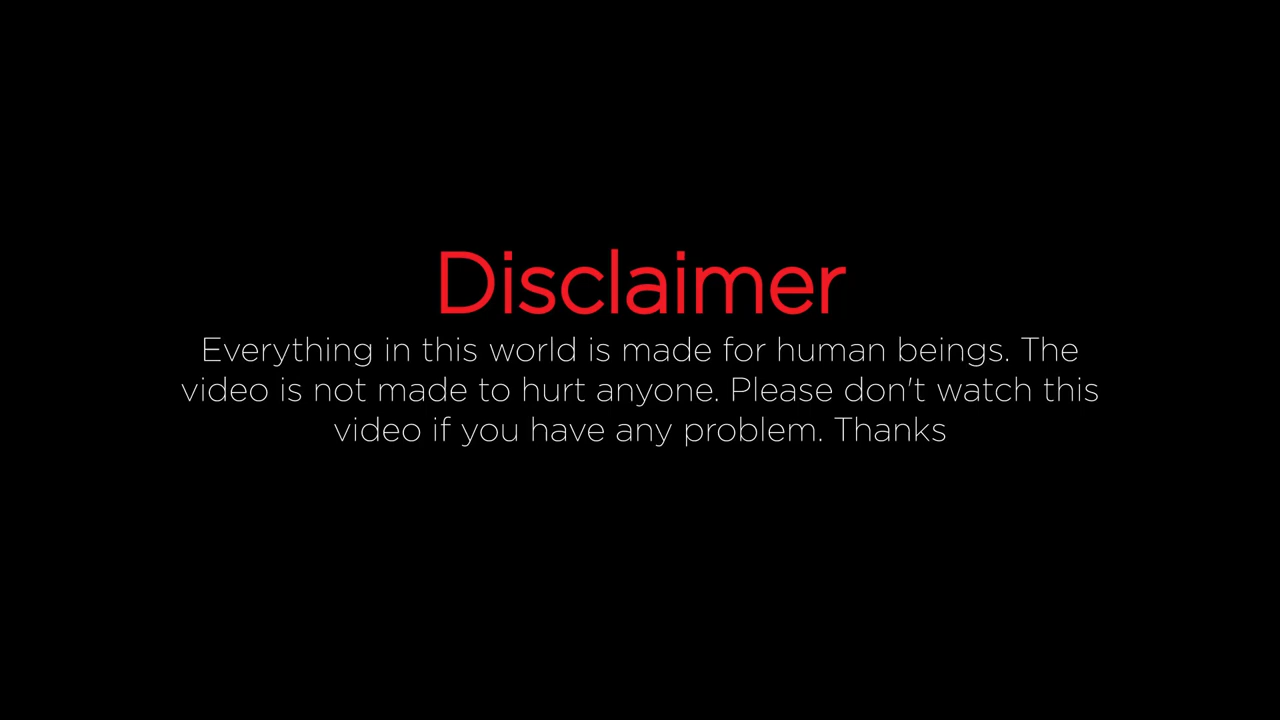 Disclaimer
Everything in this world is made for human beings. The
video is not made to hurt anyone. Please don't watch this
video if you have any problem. Thanks